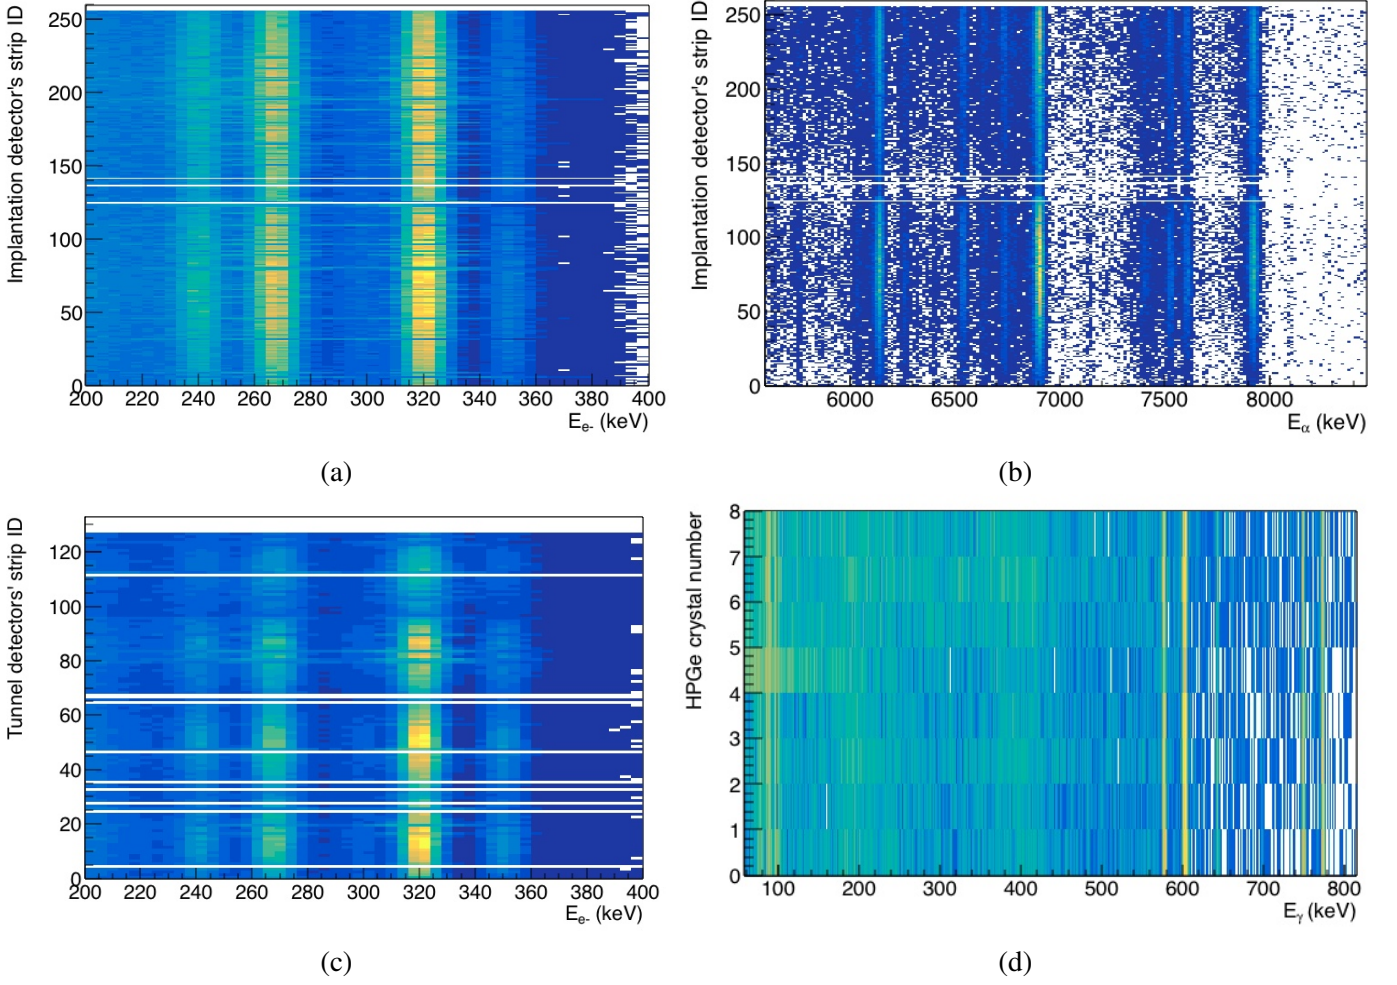 Implantation detector's strip ID
250
200
150
100
50
0
200 220 240 260 280 300 320 340 360 380 400
Ee- (keV)
(a)
Implantation detector's strip ID
250
200
150
100
50
0
6000 6500 7000 7500 8000
Eα (keV)
(b)
Tunnel detectors' strip ID
120
100
80
60
40
20
0
200 220 240 260 280 300 320 340 360 380 400
Ee- (keV)
(c)
HPGe crystal number
8
7
6
5
4
3
2
1
0
100 200 300 400 500 600 700 800
Eγ (keV)
(d)